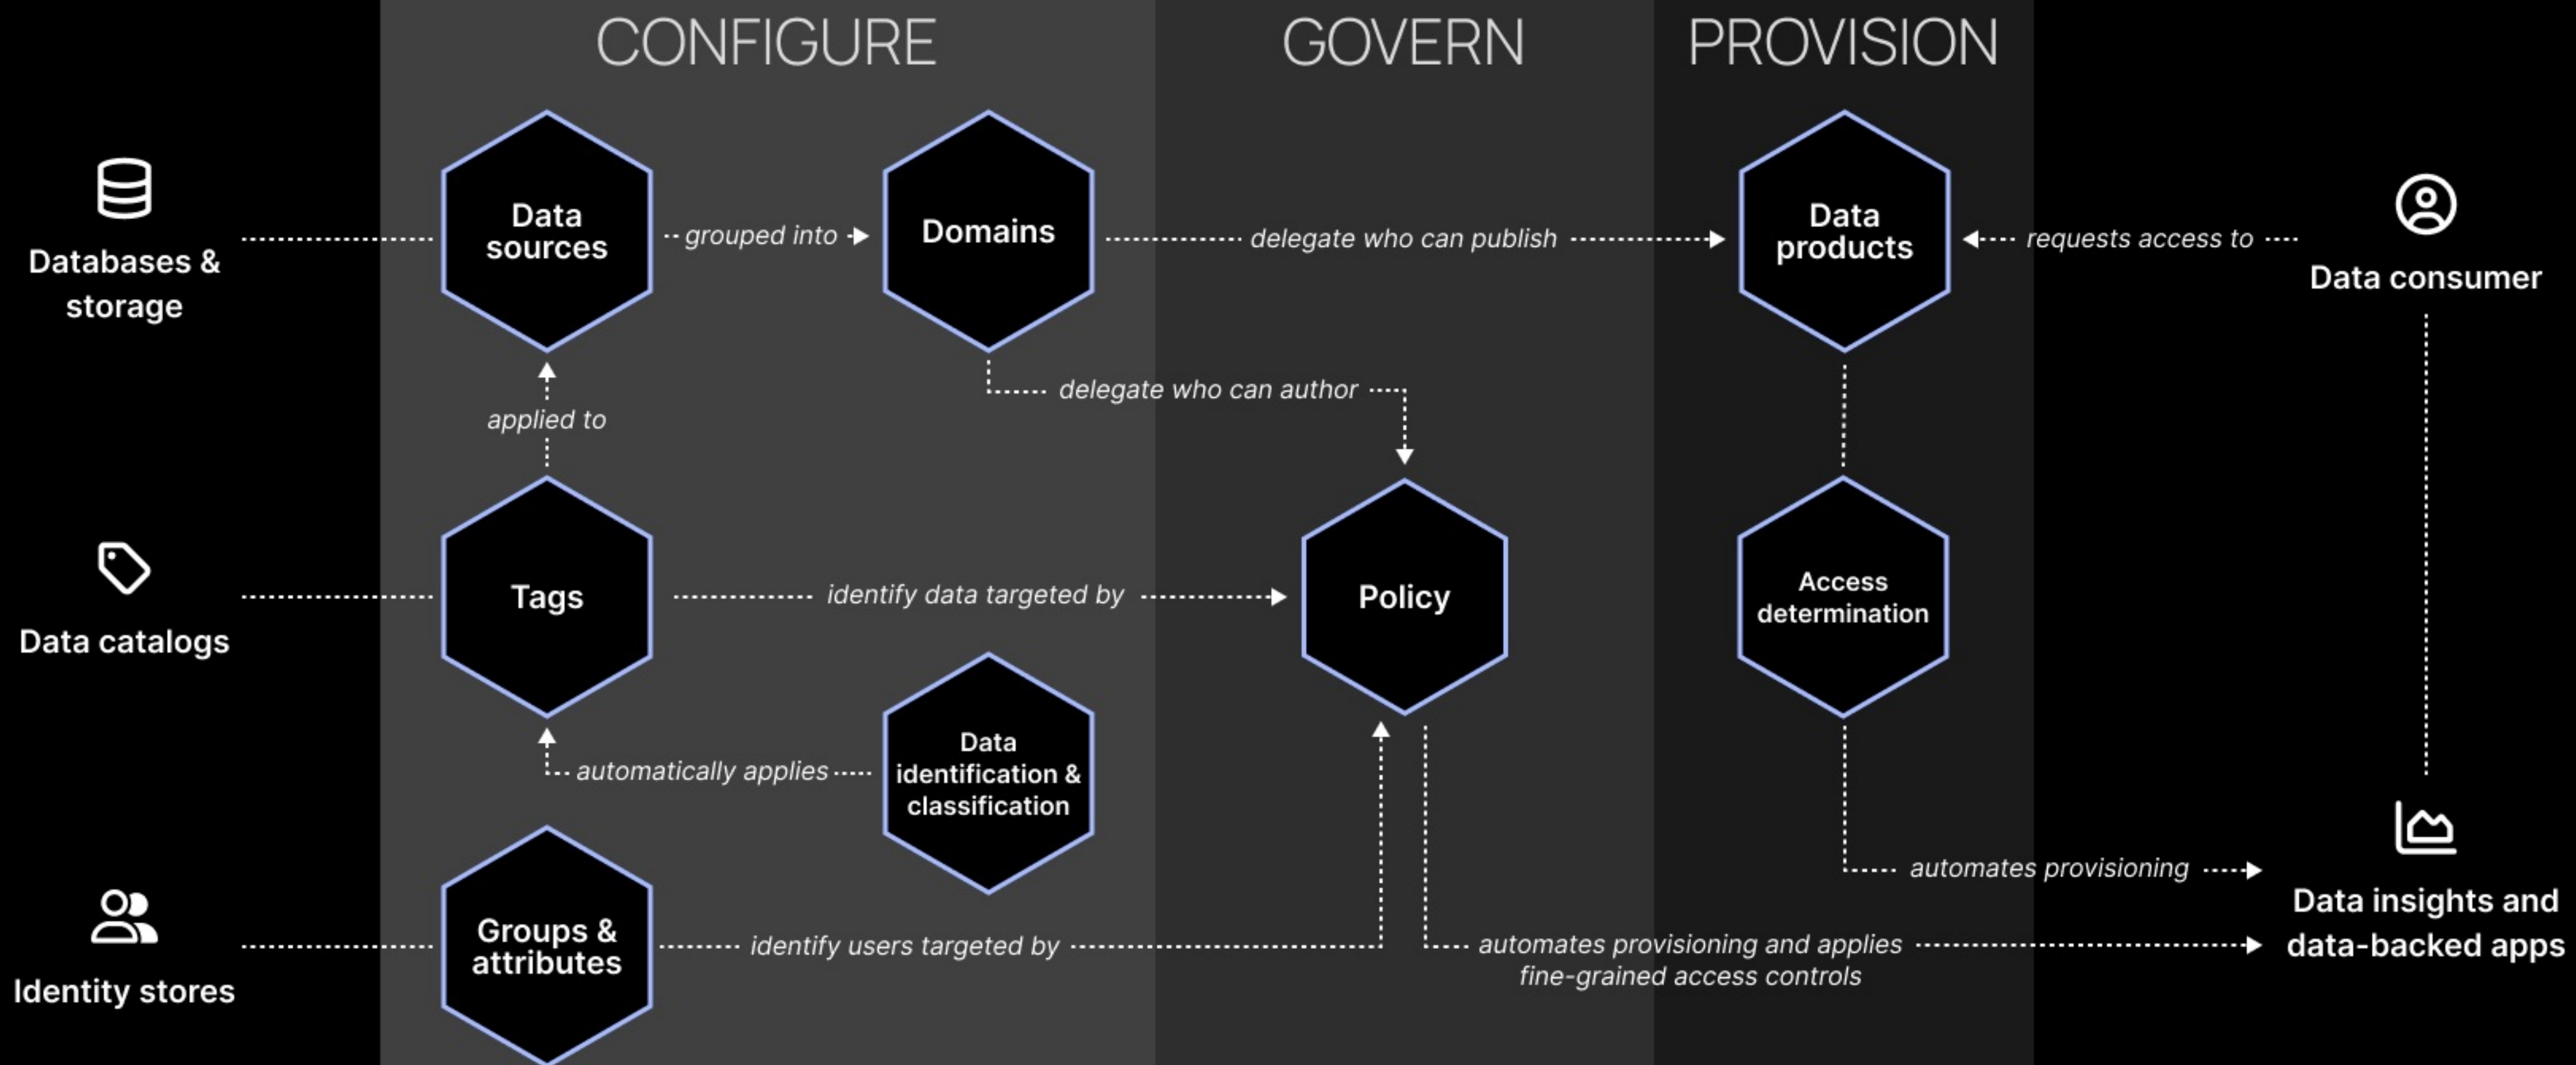 CONFIGURE
GOVERN
PROVISION
Databases &
storage
Data
sources
grouped into
Domains
delegate who can publish
Data
products
requests access to
Data consumer
applied to
delegate who can author
Data catalogs
Tags
identify data targeted by
Policy
Access
determination
automatically applies
Data
identification &
classification
Identity stores
Groups &
attributes
identify users targeted by
automates provisioning
automates provisioning and applies
fine-grained access controls
Data insights and
data-backed apps